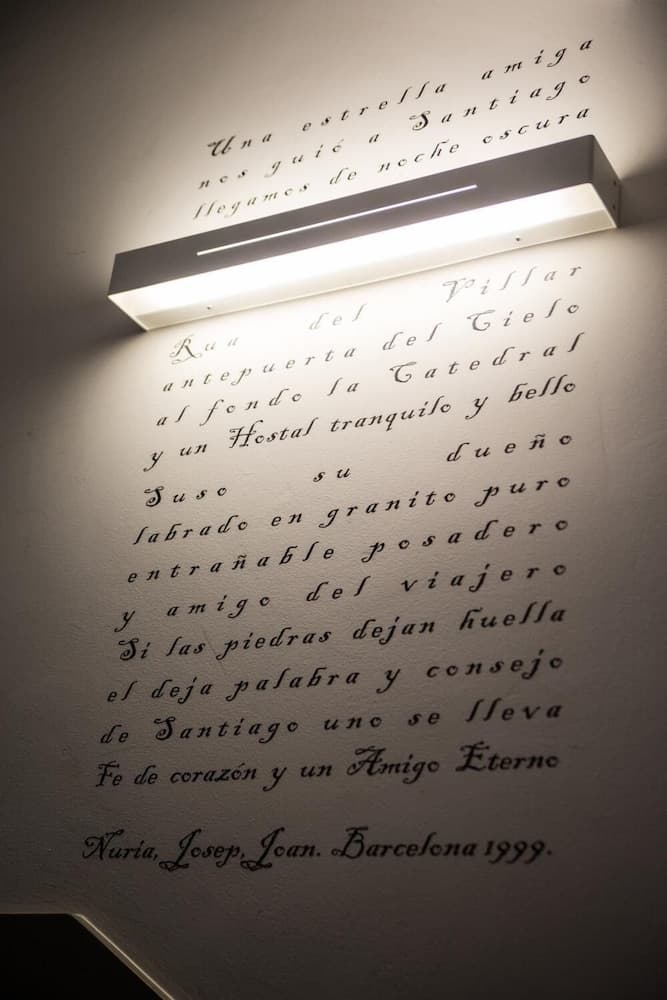 Una estrella amiga
nos guió a Santiago
llegamos de noche oscura
Rua del Villar
antepuerta del Cielo
al fondo la Catedral
y un Hostal tranquilo y bello
Suso su dueño
labrado en granito puro
entrañable posadero
y amigo del viajero
Si las piedras dejan huella
el deja palabra y consejo
de Santiago uno se lleva
Fe de corazón y un Amigo Eterno
Nuria, Josep, Joan. Barcelona 1999.